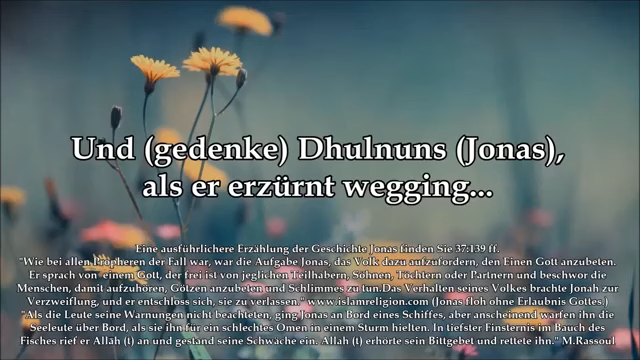 Und (gedenke) Dhulnuns (Jonas),
als er erzürnt wegging...
Eine ausführlichere Erzählung der Geschichte Jonas finden Sie 37:139 ff.
"Wie bei allen Propheren der Fall war, war die Aufgabe Jonas, das Volk dazu aufzufordern, den Einen Gott anzubeten.
Er sprach von einem Gott, der frei ist von jeglichen Teilhabern, Söhnen, Töchtern oder Partnern und beschwor die
Menschen, damit aufzuhören, Götzen anzubeten und Schlimmes zu tun.Das Verhalten seines Volkes brachte Jonah zur
Verzweiflung, und er entschloss sich, sie zu verlassen." www.islamreligion.com (Jonas floh ohne Erlaubnis Gottes.)
"Als die Leute seine Warnungen nicht beachteten, ging Jonas an Bord eines Schiffes, aber anscheinend warfen ihn die
Seeleute über Bord, als sie ihn für ein schlechtes Omen in einem Sturm hielten. In tiefster Finsternis im Bauch des
Fisches rief er Allāh (t) an und gestand seine Schwäche ein. Allāh (t) erhörte sein Bittgebet und rettete ihn." M.Rassoul